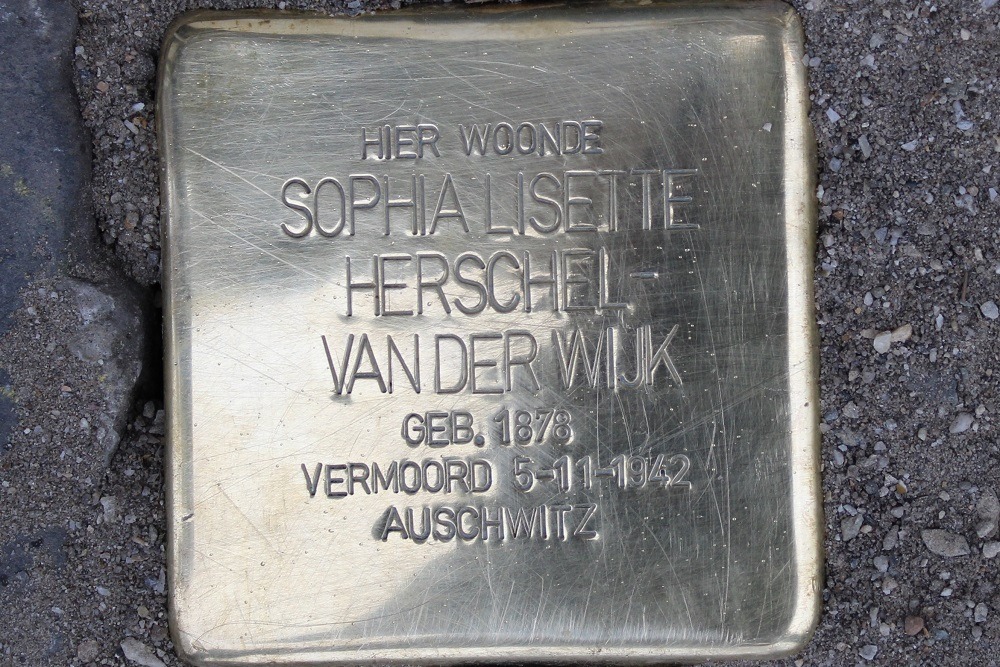 HIER WOONDE
SOPHIA LISETTE
HERSCHEL-
VAN DER WIJK
GEB. 1878
VERMOORD 5-11-1942
AUSCHWITZ